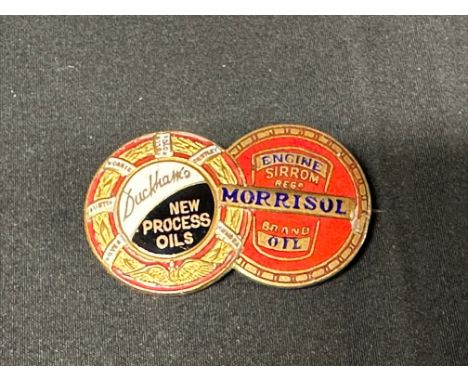 Duckham's
NEW
PROCESS
OILS
ENGINE
SIRROM
REGD
MORRISOL
BRAND
OIL